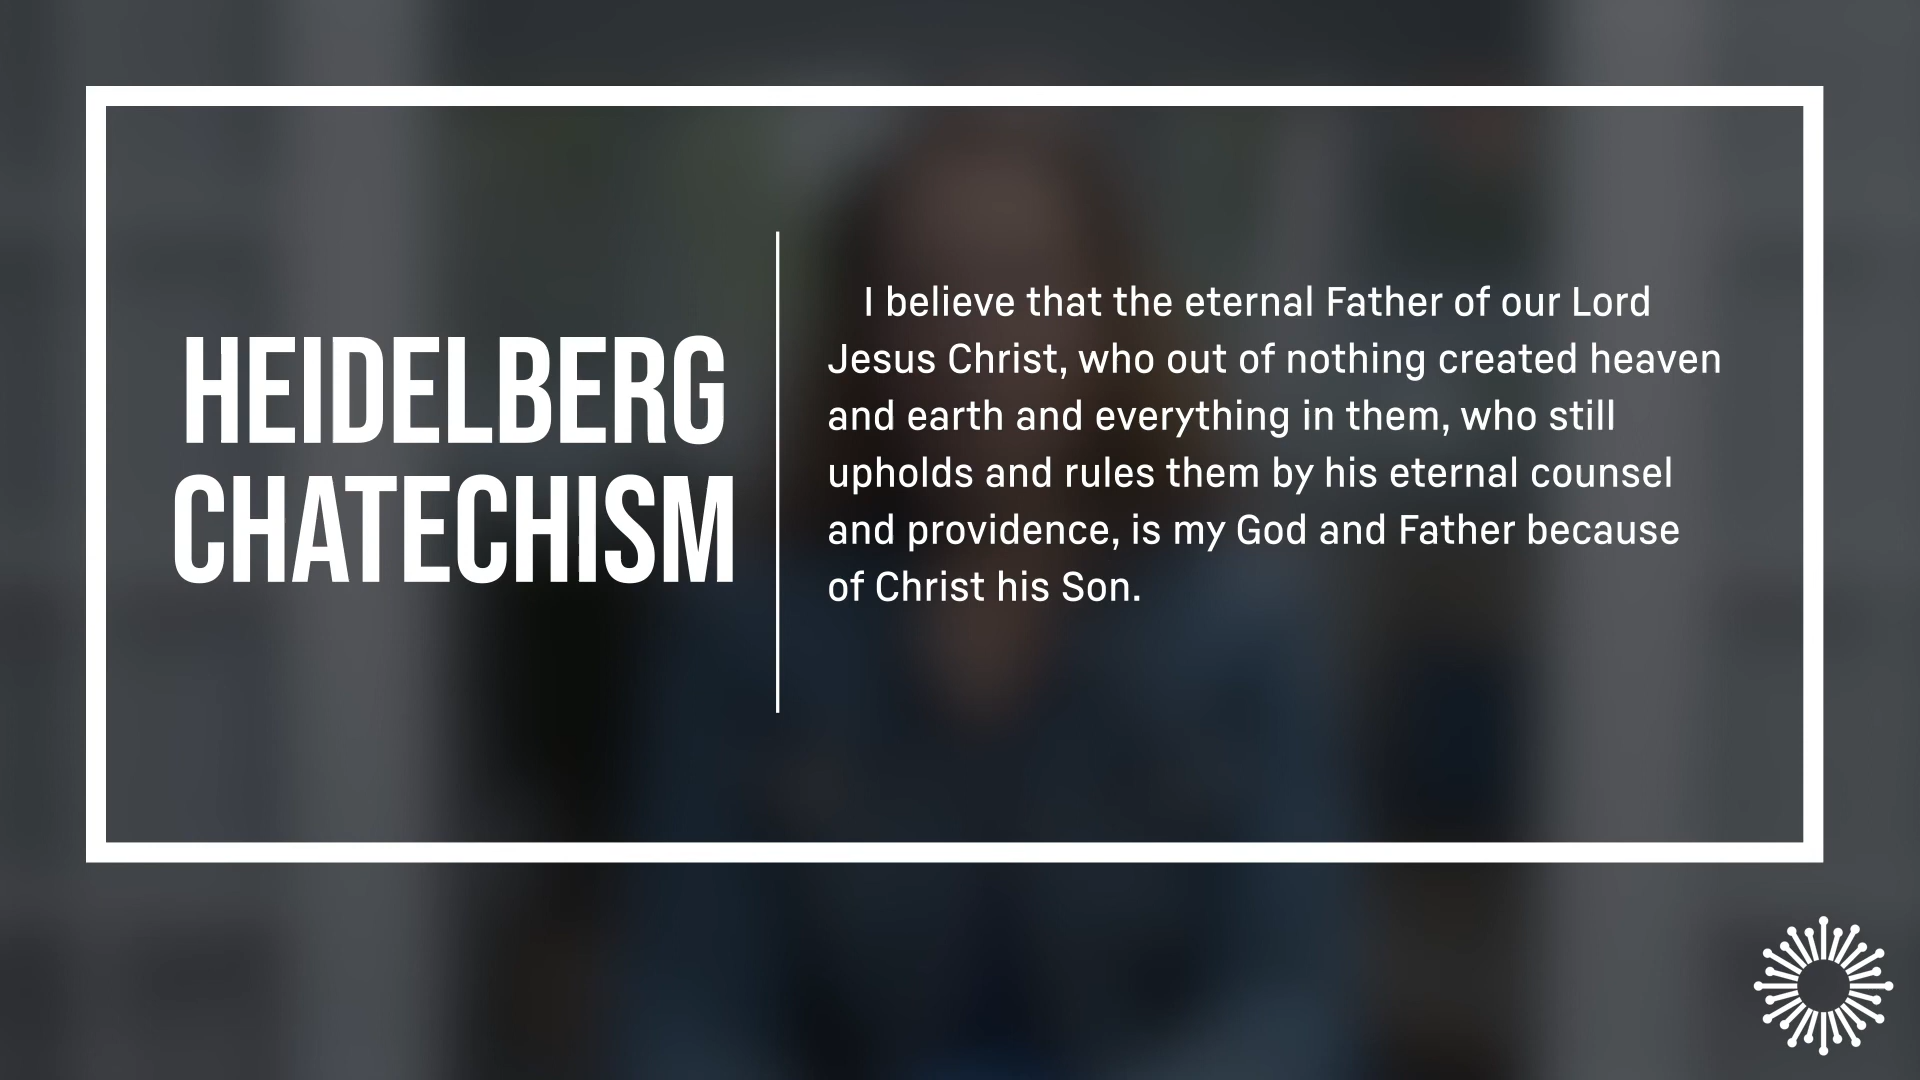 HEIDELBERG
CHATECHISM
I believe that the eternal Father of our Lord
Jesus Christ, who out of nothing created heaven
and earth and everything in them, who still
upholds and rules them by his eternal counsel
and providence, is my God and Father because
of Christ his Son.